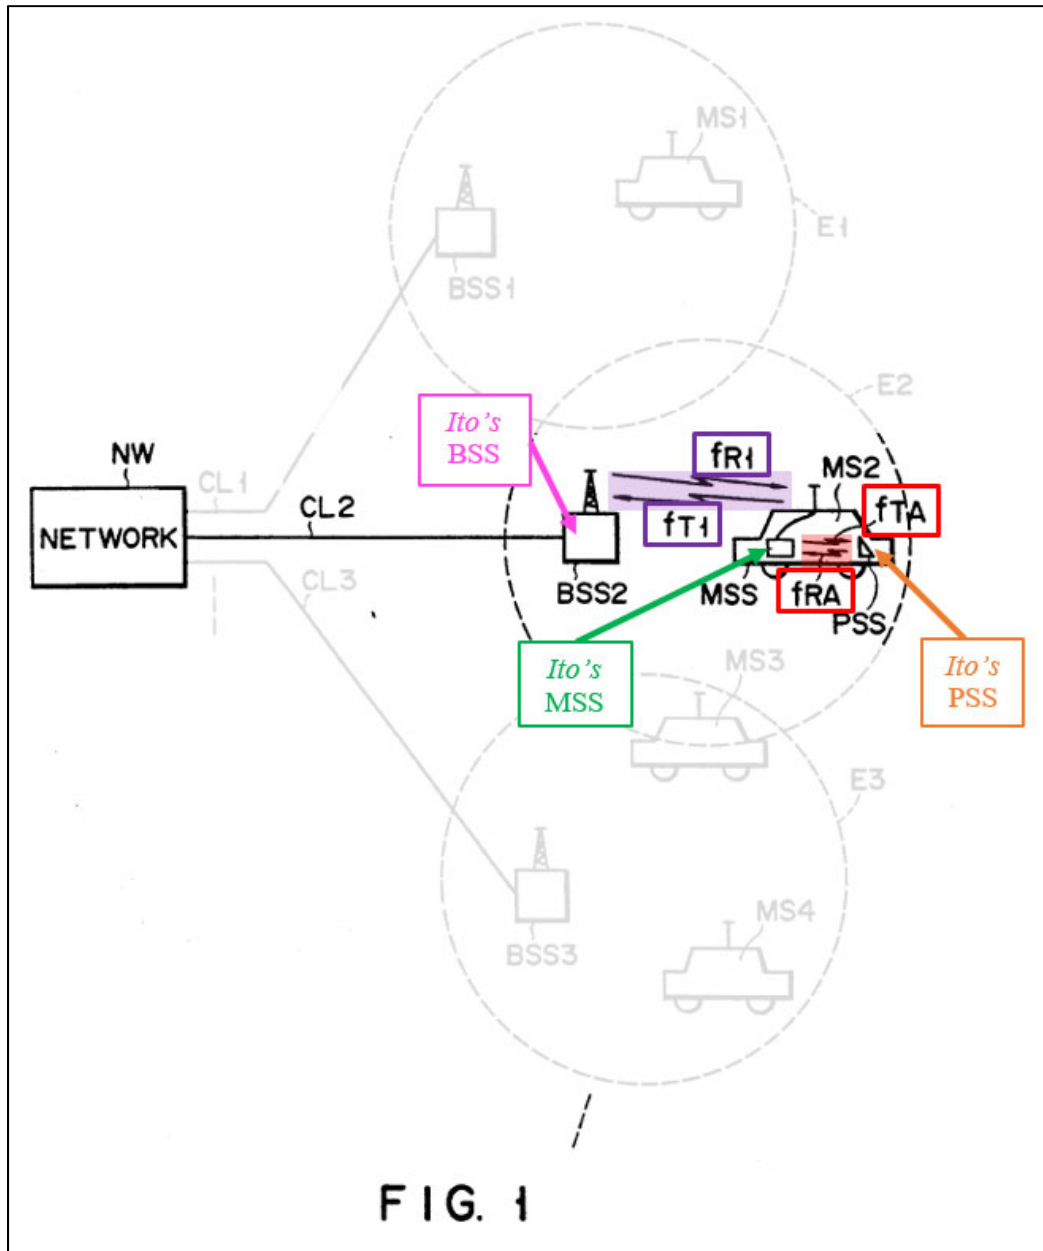 MS1
E1
BSS1
E2
Ito's
BSS
NW
CL1
fR1
MS2
fTA
NETWORK
CL2
fT1
CL3
BSS2
MSS
fRA
PSS
Ito's
MSS
MS3
Ito's
PSS
E3
BSS3
MS4
FIG. 1